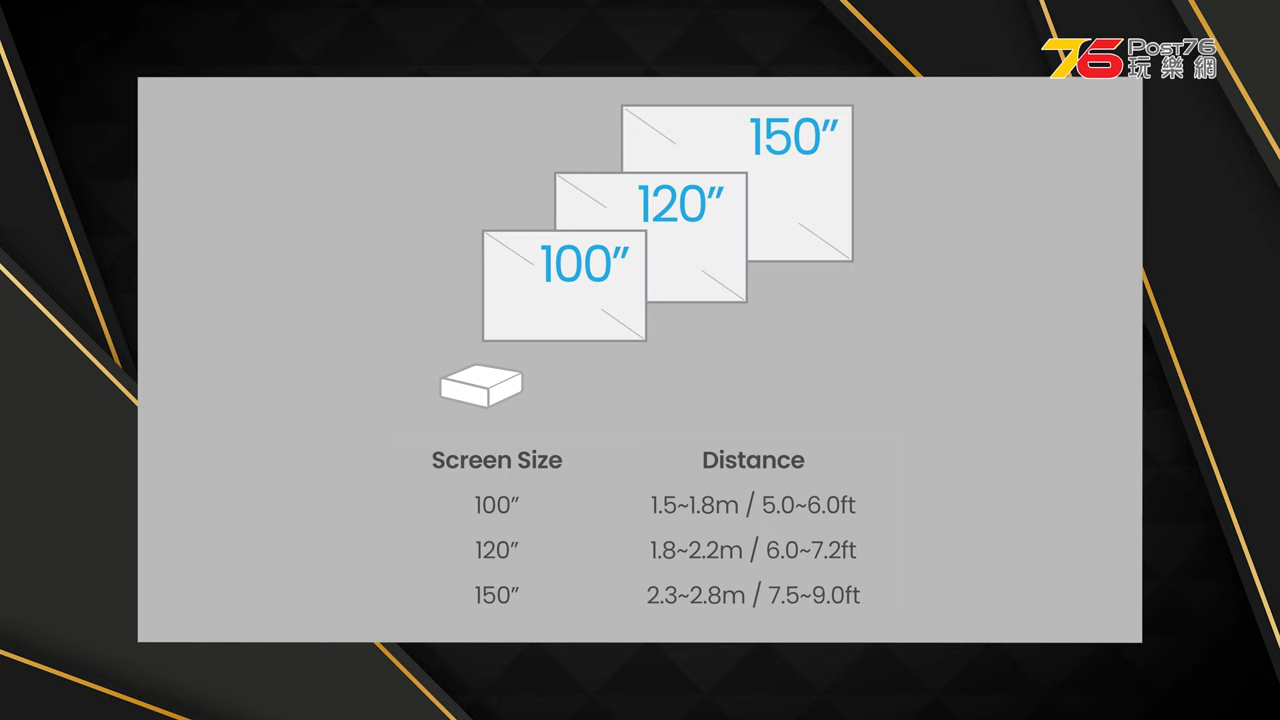 76 Post76
玩樂網
150”
120”
100”
Screen Size Distance
100” 1.5~1.8m / 5.0~6.0ft
120” 1.8~2.2m / 6.0~7.2ft
150” 2.3~2.8m / 7.5~9.0ft